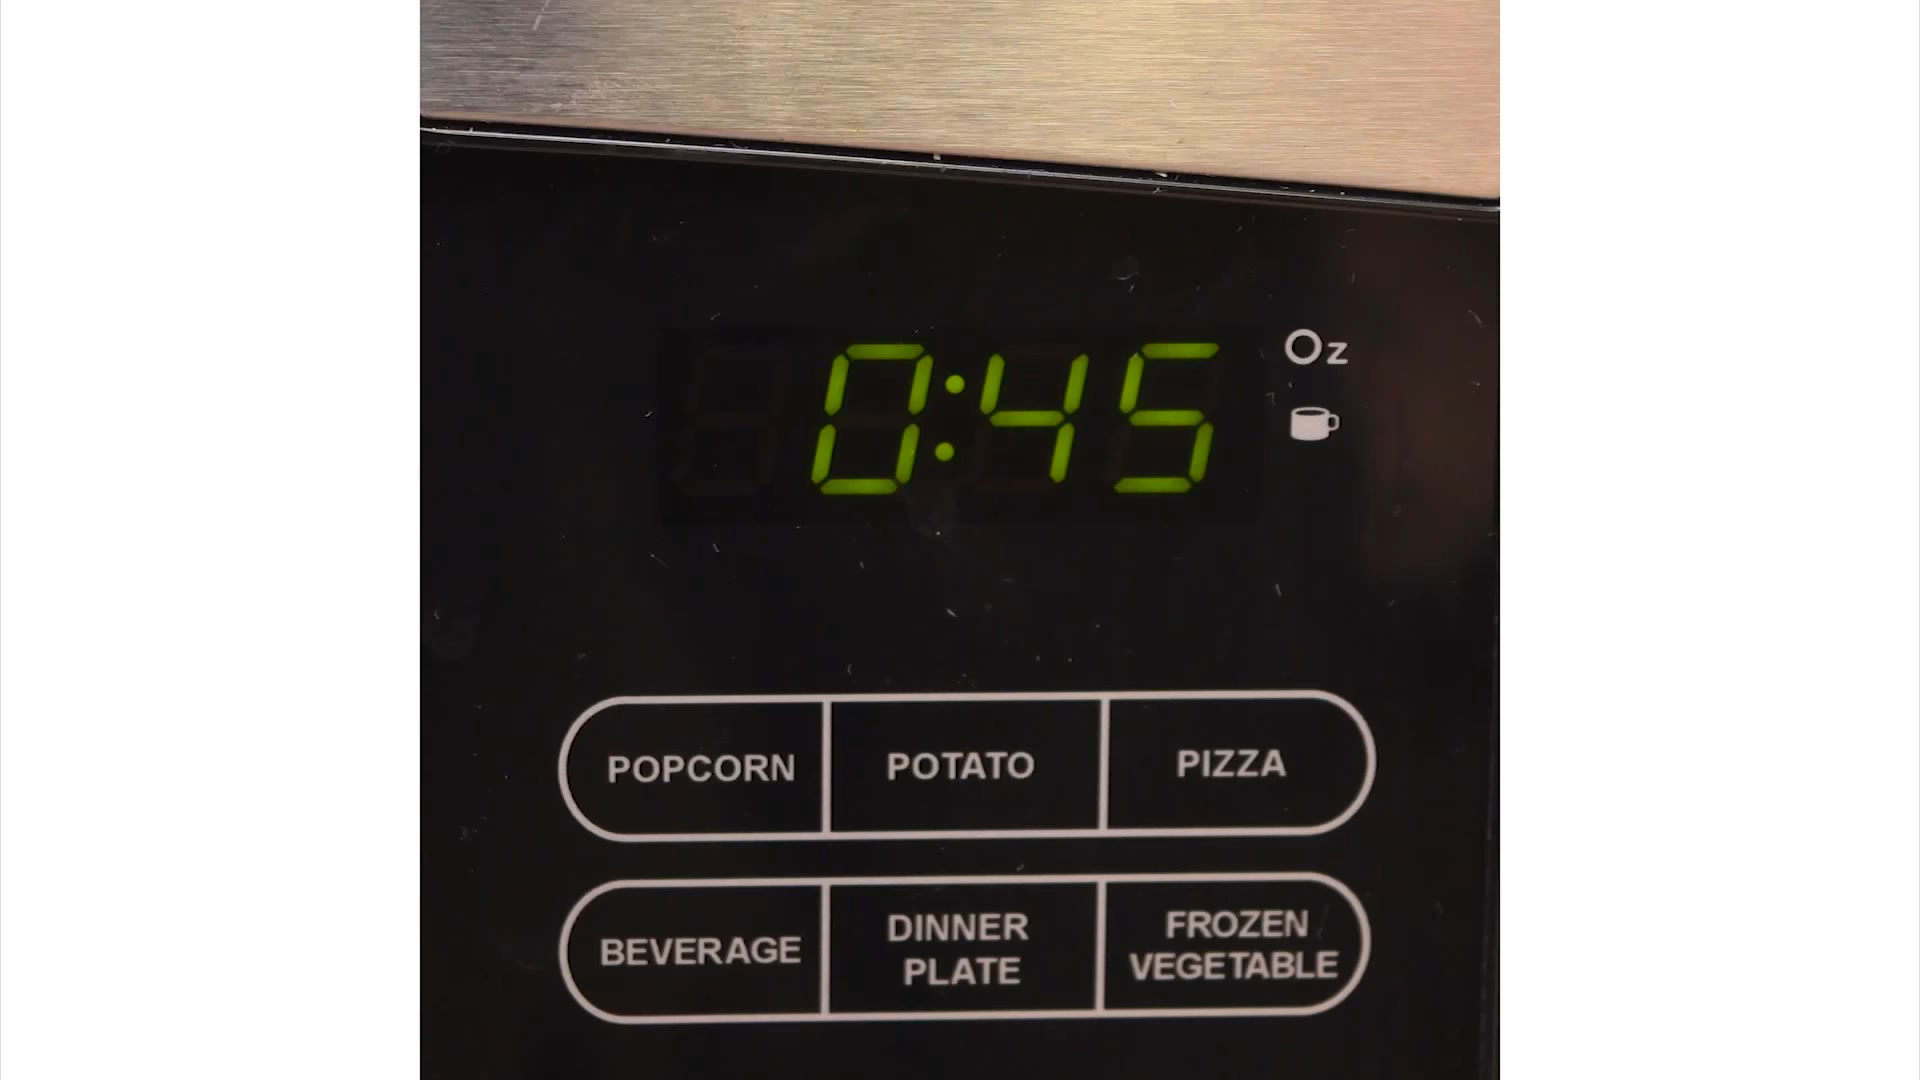 0:45
Oz
POPCORN
POTATO
PIZZA
BEVERAGE
DINNER
PLATE
FROZEN
VEGETABLE